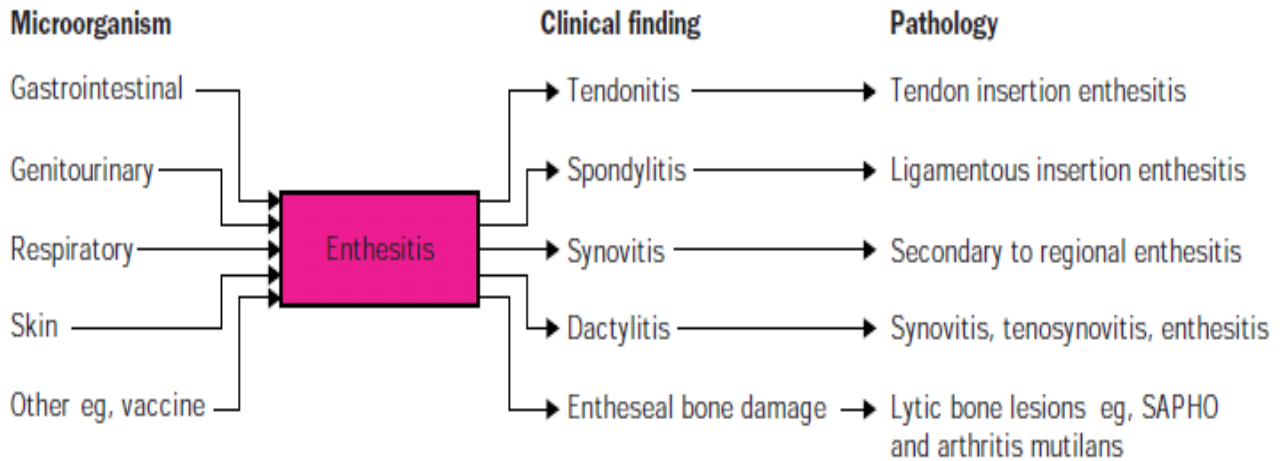 Microorganism Clinical finding Pathology
Gastrointestinal Tendonitis Tendon insertion enthesitis
Genitourinary Spondylitis Ligamentous insertion enthesitis
Respiratory Enthesitis Synovitis Secondary to regional enthesitis
Skin Dactylitis Synovitis, tenosynovitis, enthesitis
Other eg, vaccine Entheseal bone damage Lytic bone lesions eg, SAPHO
and arthritis mutilans